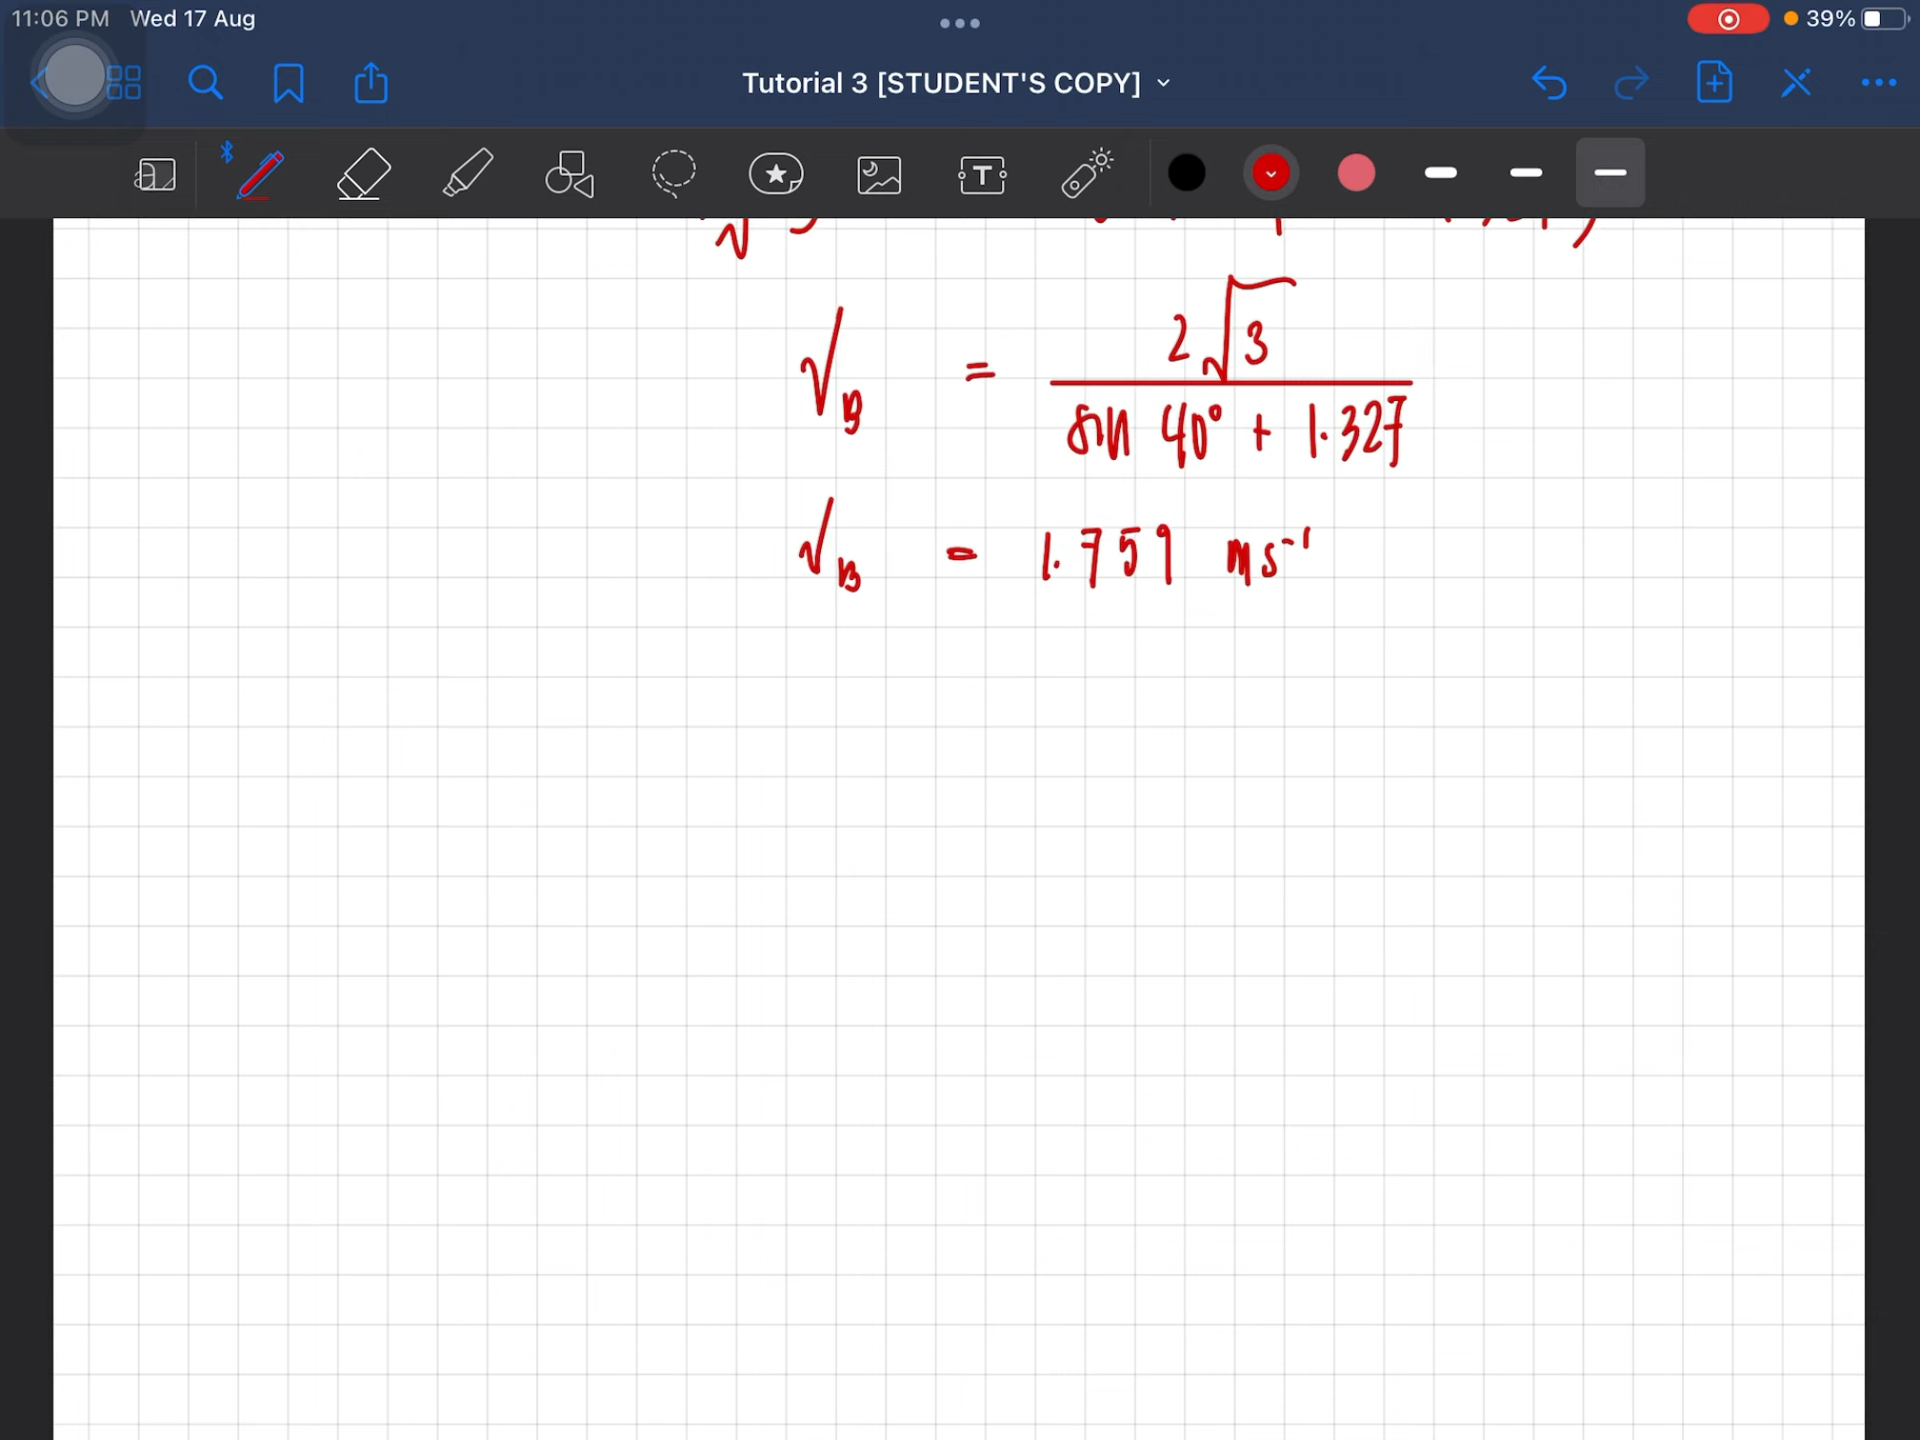 11:06 PM Wed 17 Aug
39%
Tutorial 3 [STUDENT'S COPY]
V_B = 2√3 / (sin 40° + 1.327)
V_B = 1.759 ms⁻¹